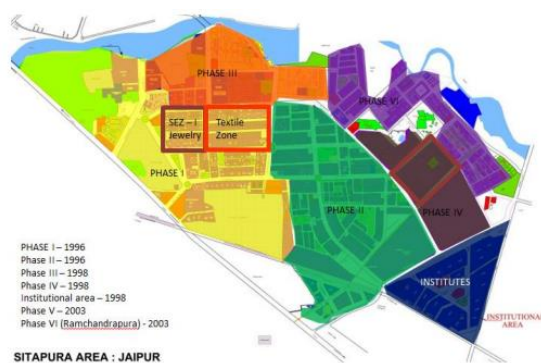 PHASE III
PHASE VI
SEZ – I
Jewelry
Textile
Zone
PHASE I
PHASE II
PHASE IV
INSTITUTES
INSTITUTIONAL
AREA
PHASE I – 1996
Phase II – 1996
Phase III – 1998
Phase IV – 1998
Institutional area – 1998
Phase V – 2003
Phase VI (Ramchandrapura) - 2003
SITAPURA AREA : JAIPUR